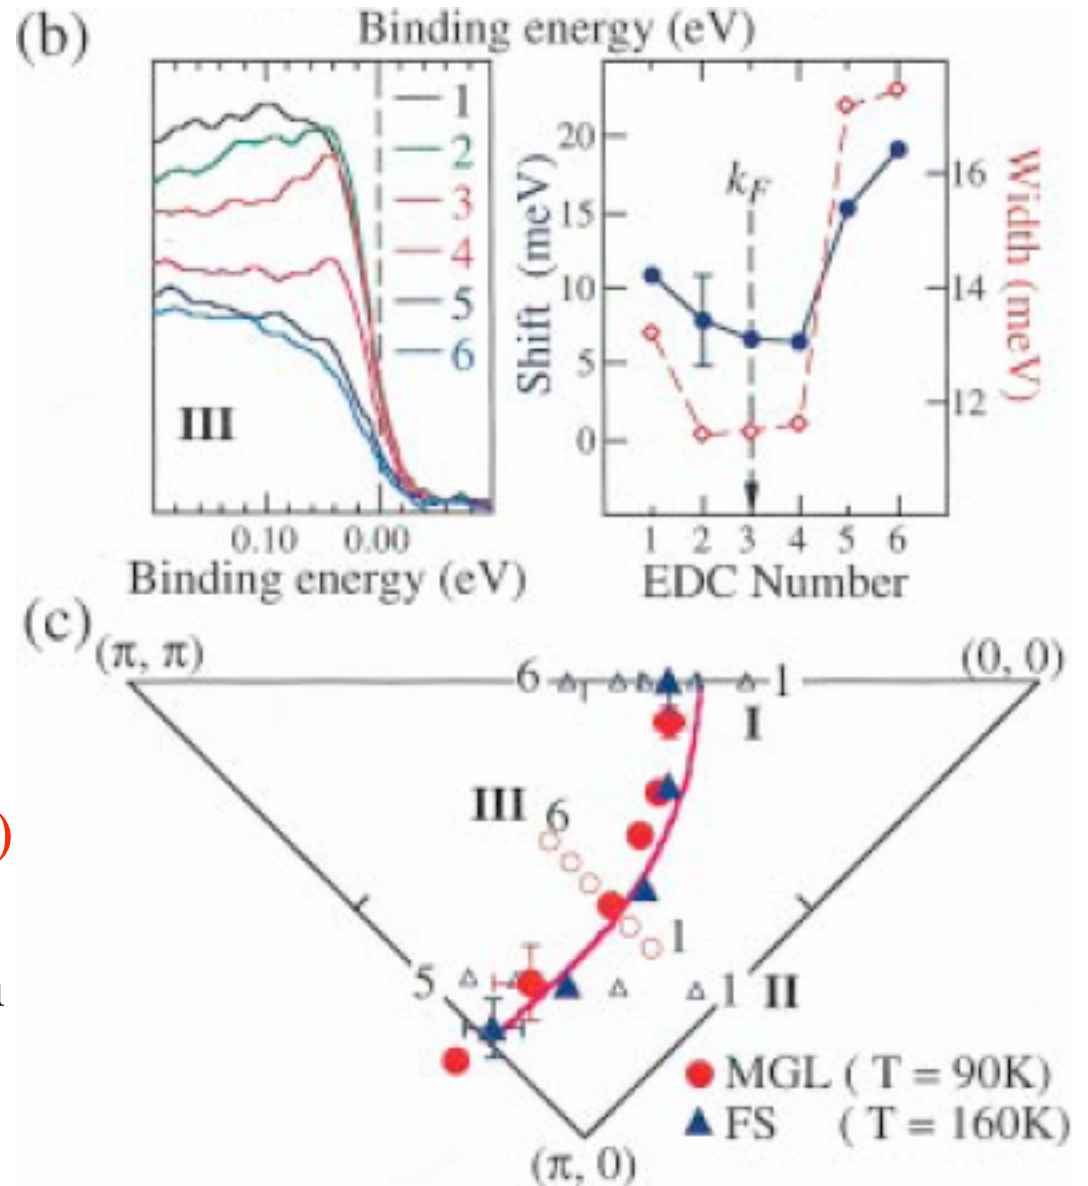 (b)
Binding energy (eV)
1
2
3
4
5
6
III
0.10 0.00
Binding energy (eV)
Shift (meV)
20
15
10
5
0
k_F
16
14
12
Width (meV)
1 2 3 4 5 6
EDC Number
(c)
(π, π)
(0, 0)
6
1
I
III 6
1
5
1 II
MGL ( T = 90K)
FS ( T = 160K)
(π, 0)
)